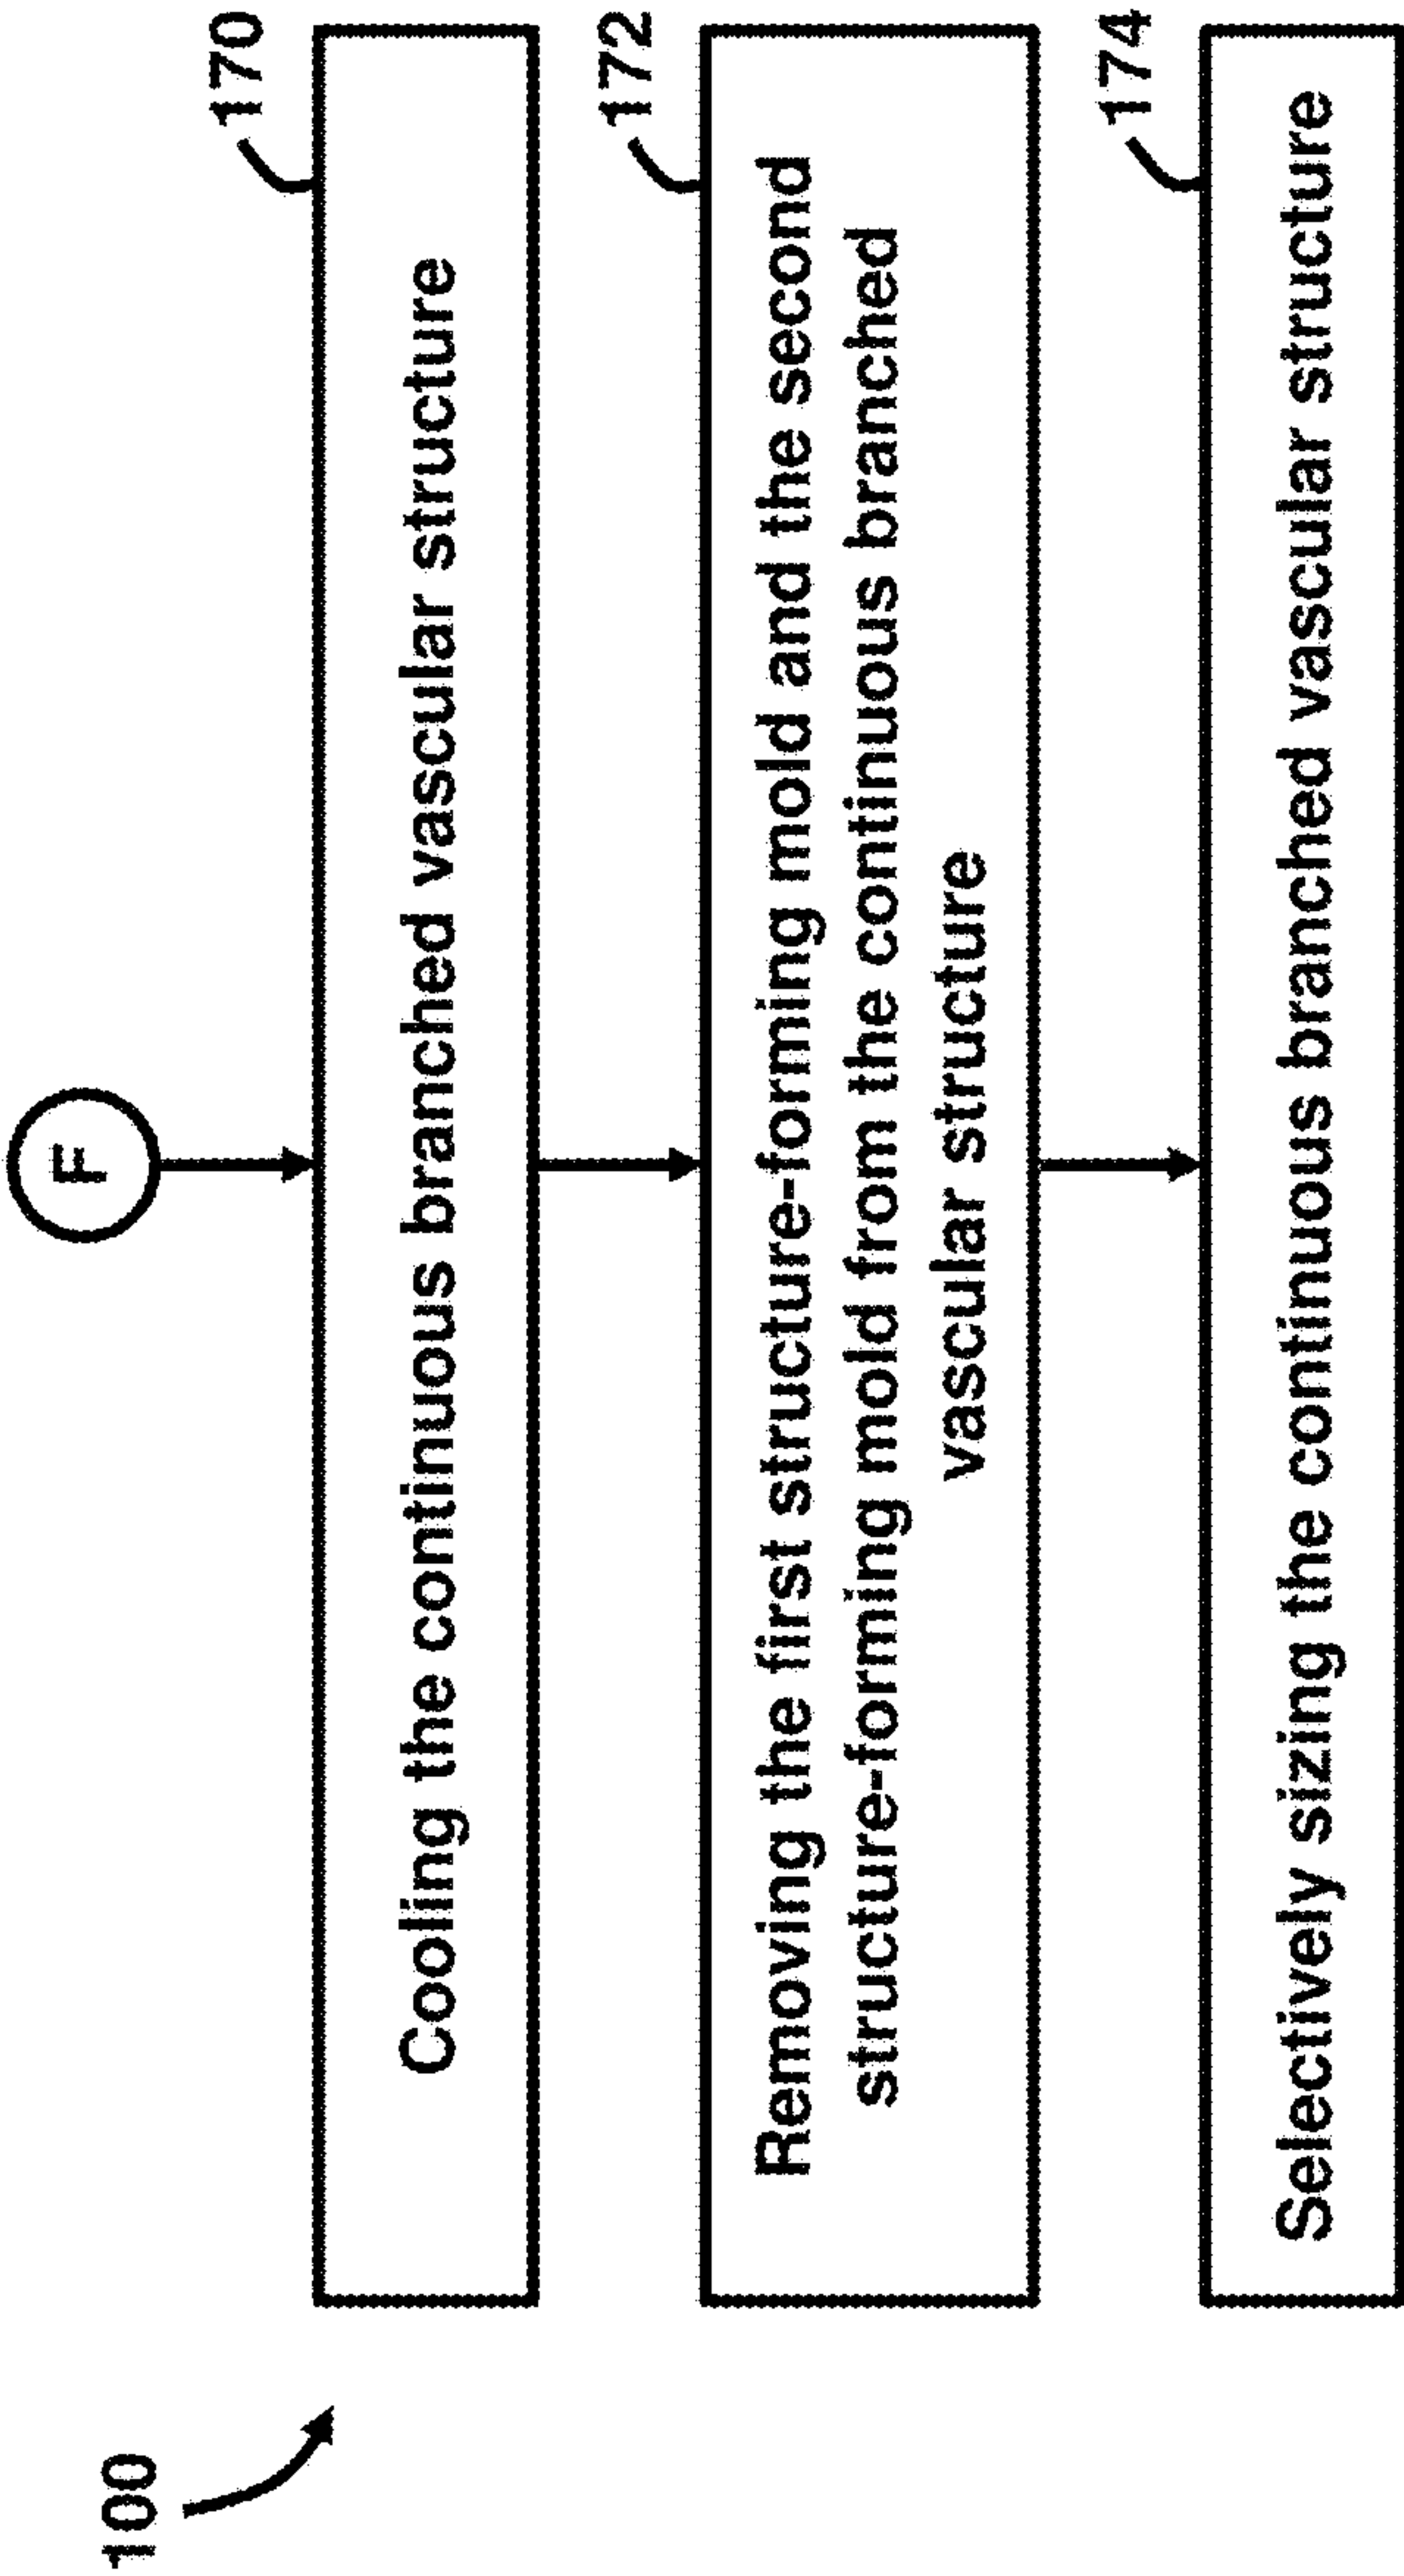 100
F
170
Cooling the continuous branched vascular structure
172
Removing the first structure-forming mold and the second
structure-forming mold from the continuous branched
vascular structure
174
Selectively sizing the continuous branched vascular structure